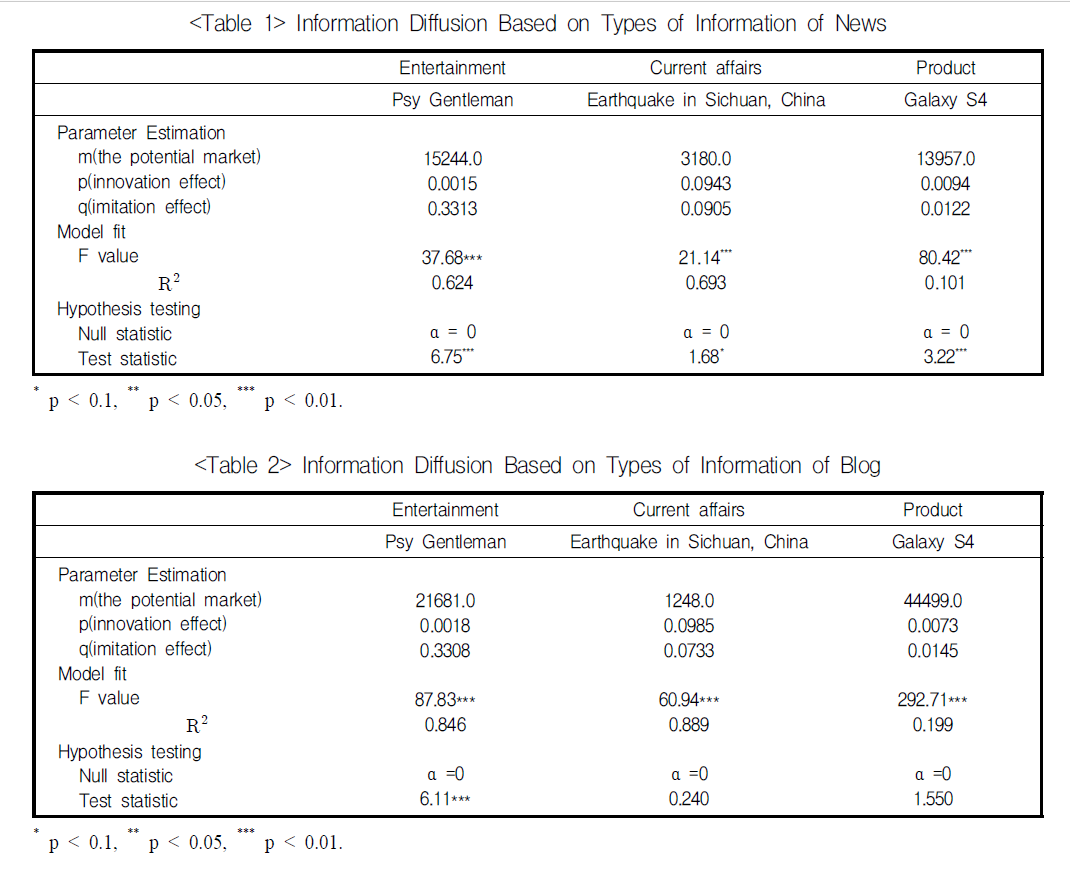 <Table 1> Information Diffusion Based on Types of Information of News
Entertainment Current affairs Product
Psy Gentleman Earthquake in Sichuan, China Galaxy S4
Parameter Estimation
m(the potential market) 15244.0 3180.0 13957.0
p(innovation effect) 0.0015 0.0943 0.0094
q(imitation effect) 0.3313 0.0905 0.0122
Model fit
F value 37.68*** 21.14*** 80.42***
R² 0.624 0.693 0.101
Hypothesis testing
Null statistic α = 0 α = 0 α = 0
Test statistic 6.75*** 1.68* 3.22***
* p < 0.1, ** p < 0.05, *** p < 0.01.
<Table 2> Information Diffusion Based on Types of Information of Blog
Entertainment Current affairs Product
Psy Gentleman Earthquake in Sichuan, China Galaxy S4
Parameter Estimation
m(the potential market) 21681.0 1248.0 44499.0
p(innovation effect) 0.0018 0.0985 0.0073
q(imitation effect) 0.3308 0.0733 0.0145
Model fit
F value 87.83*** 60.94*** 292.71***
R² 0.846 0.889 0.199
Hypothesis testing
Null statistic α =0 α =0 α =0
Test statistic 6.11*** 0.240 1.550
* p < 0.1, ** p < 0.05, *** p < 0.01.